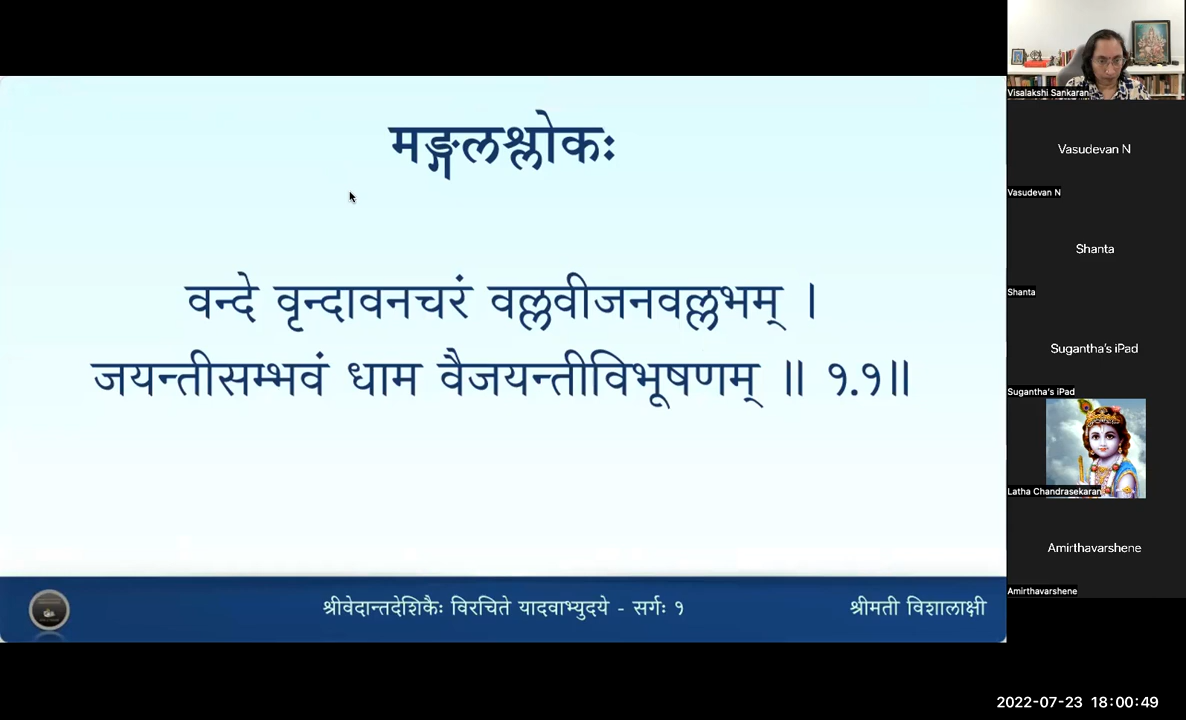 मङ्गलश्लोकः
वन्दे वृन्दावनचरं वल्लवीजनवल्लभम् ।
जयन्तीसम्भवं धाम वैजयन्तीविभूषणम् ॥ १.१॥
श्रीवेदान्तदेशिकैः विरचिते यादवाभ्युदये - सर्गः १
श्रीमती विशालाक्षी
Visalakshi Sankaran
Vasudevan N
Vasudevan N
Shanta
Shanta
Sugantha's iPad
Sugantha's iPad
Latha Chandrasekaran
Amirthavarshene
Amirthavarshene
2022-07-23 18:00:49